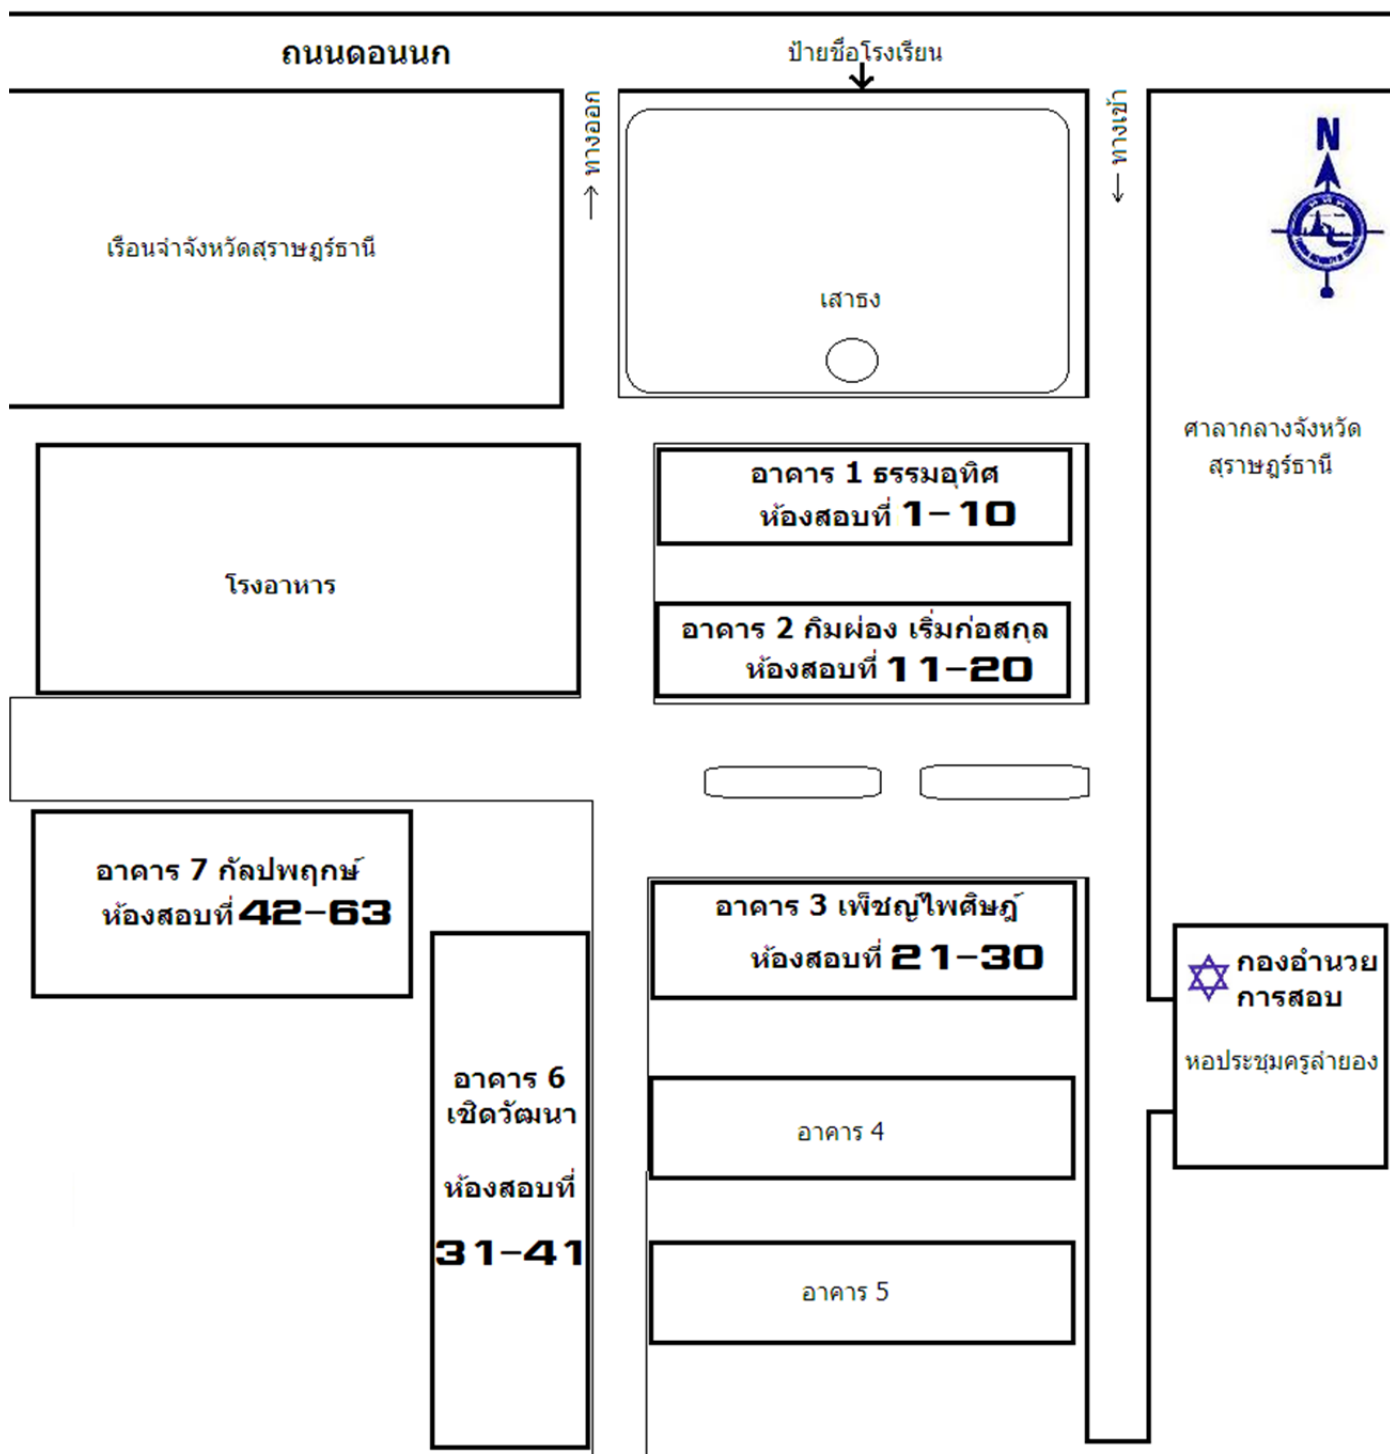 ถนนดอนนก
ป้ายชื่อโรงเรียน
ทางออก
ทางเข้า
N
เรือนจำจังหวัดสุราษฎร์ธานี
เสาธง
ศาลากลางจังหวัด
สุราษฎร์ธานี
อาคาร 1 ธรรมอุทิศ
ห้องสอบที่ 1-10
โรงอาหาร
อาคาร 2 กิมผ่อง เริ่มก่อสกุล
ห้องสอบที่ 11-20
อาคาร 7 กัลปพฤกษ์
ห้องสอบที่ 42-63
อาคาร 3 เพ็ชญ์ไพศิษฎ์
ห้องสอบที่ 21-30
กองอำนวย
การสอบ
หอประชุมครูลำยอง
อาคาร 6
เชิดวัฒนา
ห้องสอบที่
31-41
อาคาร 4
อาคาร 5